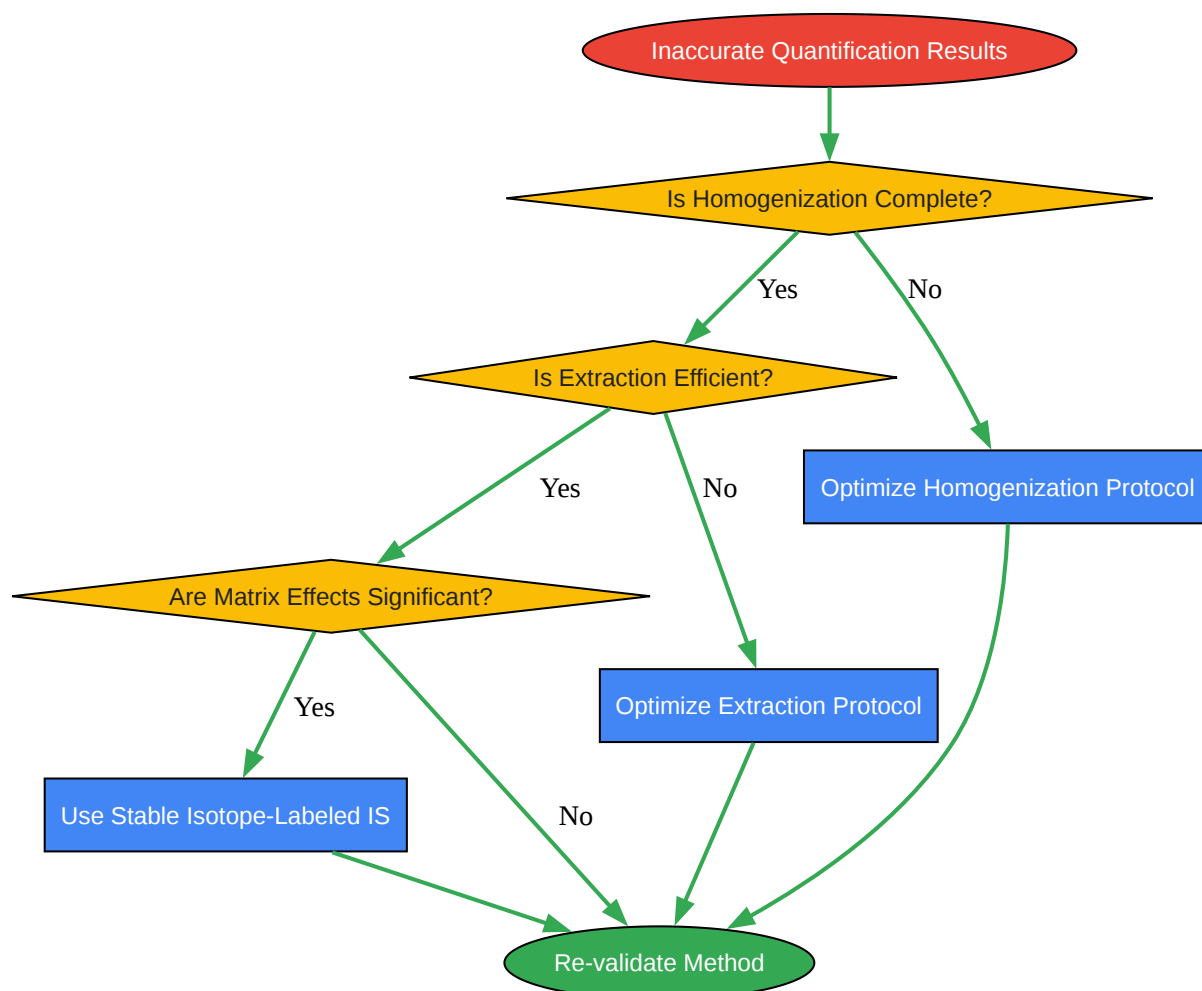 Inaccurate Quantification Results
Is Homogenization Complete?
Yes
No
Is Extraction Efficient?
Optimize Homogenization Protocol
Yes
No
Are Matrix Effects Significant?
Optimize Extraction Protocol
Yes
Use Stable Isotope-Labeled IS
No
Re-validate Method